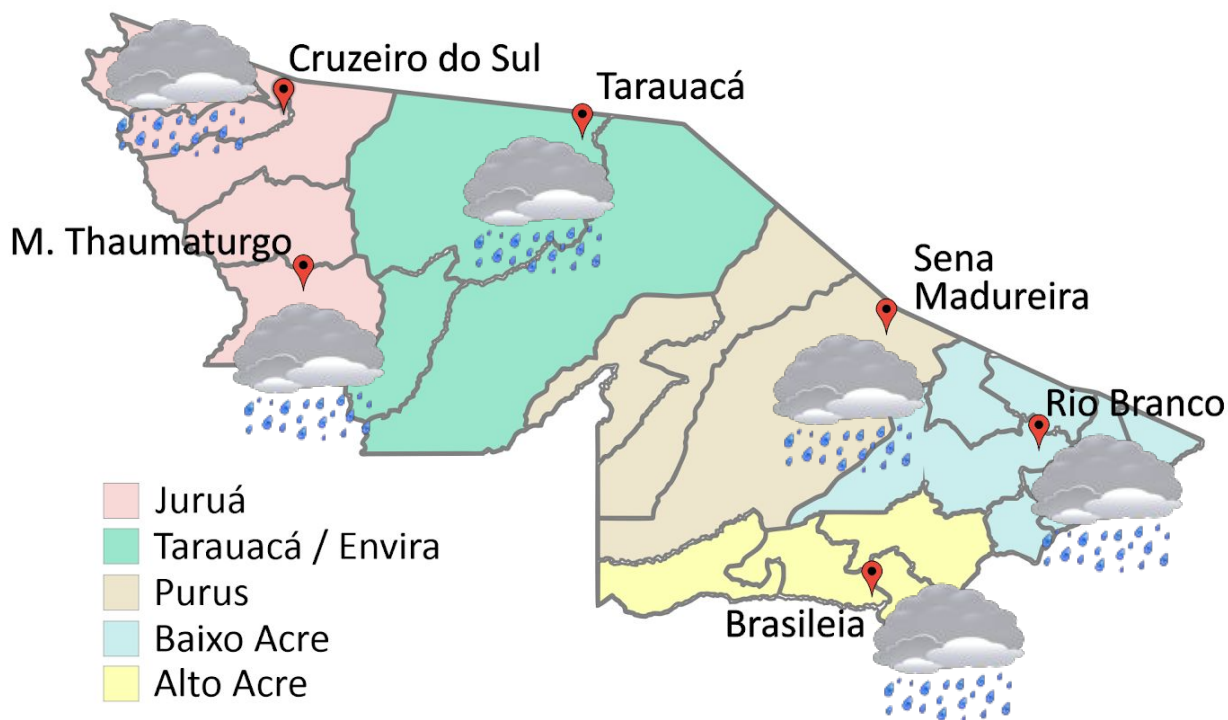 Cruzeiro do Sul
Tarauacá
M. Thaumaturgo
Sena
Madureira
Rio Branco
Brasileia
Juruá
Tarauacá / Envira
Purus
Baixo Acre
Alto Acre